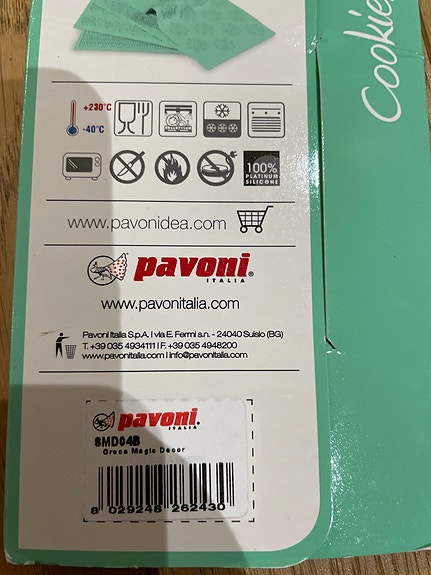 Cookie
+230°C
-40°C
100%
PLATINUM
SILICONE
www.pavonidea.com
pavoni®
ITALIA
www.pavonitalia.com
Pavoni Italia S.p.A. | via E. Fermi s.n. - 24040 Suisio (BG)
T. +39 035 4934111 | F. +39 035 4948200
www.pavonitalia.com | info@pavonitalia.com
pavoni.
ITALIA
SMD04B
Greca Magic Decor
8 029248 262430